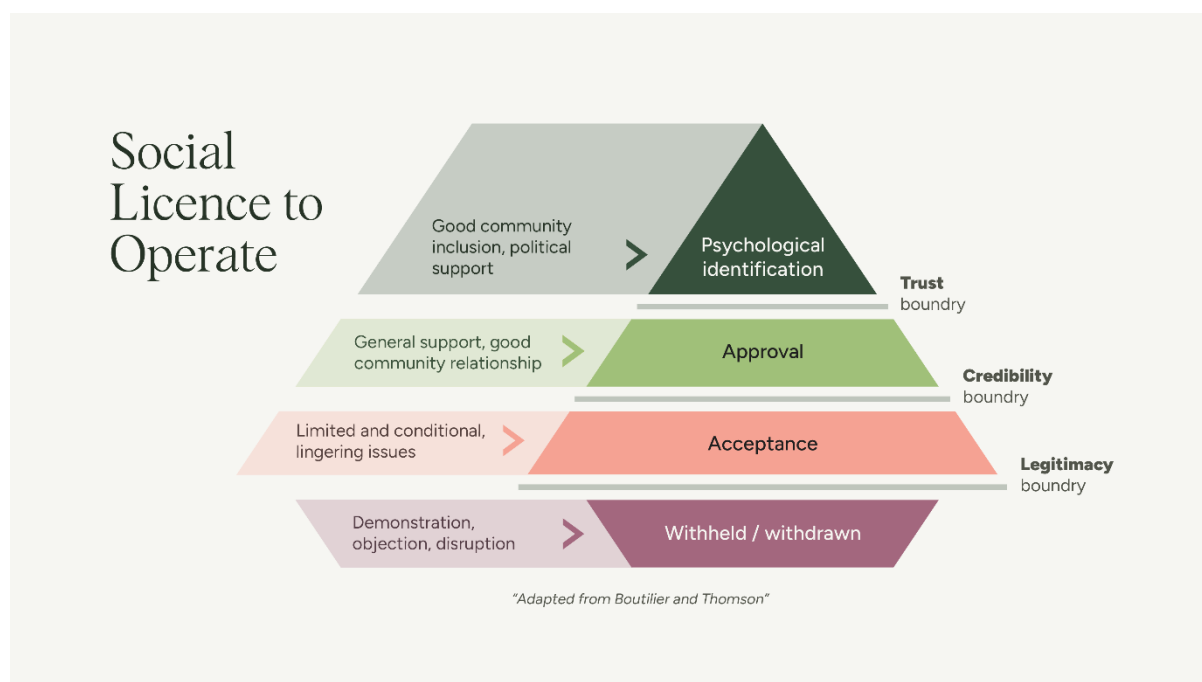 Social
Licence to
Operate
Good community
inclusion, political
support
Psychological
identification
Trust
boundry
General support, good
community relationship
Approval
Credibility
boundry
Limited and conditional,
lingering issues
Acceptance
Legitimacy
boundry
Demonstration,
objection, disruption
Withheld / withdrawn
“Adapted from Boutilier and Thomson”